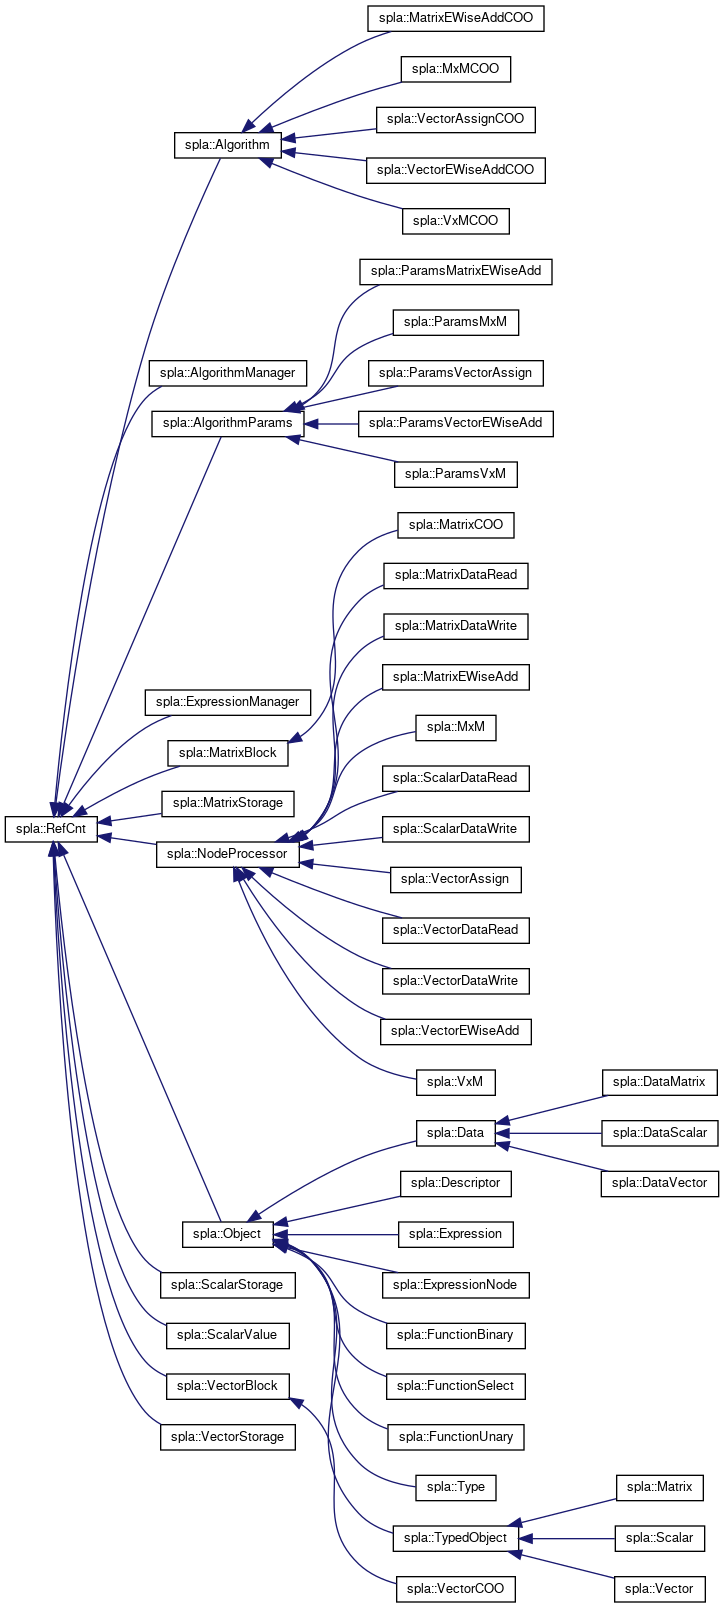 spla::MatrixEWiseAddCOO
spla::MxMCOO
spla::VectorAssignCOO
spla::Algorithm
spla::VectorEWiseAddCOO
spla::VxMCOO
spla::ParamsMatrixEWiseAdd
spla::ParamsMxM
spla::AlgorithmManager
spla::ParamsVectorAssign
spla::AlgorithmParams
spla::ParamsVectorEWiseAdd
spla::ParamsVxM
spla::MatrixCOO
spla::MatrixDataRead
spla::MatrixDataWrite
spla::MatrixEWiseAdd
spla::ExpressionManager
spla::MxM
spla::MatrixBlock
spla::ScalarDataRead
spla::MatrixStorage
spla::RefCnt
spla::ScalarDataWrite
spla::NodeProcessor
spla::VectorAssign
spla::VectorDataRead
spla::VectorDataWrite
spla::VectorEWiseAdd
spla::VxM
spla::DataMatrix
spla::Data
spla::DataScalar
spla::Descriptor
spla::DataVector
spla::Object
spla::Expression
spla::ScalarStorage
spla::ExpressionNode
spla::ScalarValue
spla::FunctionBinary
spla::VectorBlock
spla::FunctionSelect
spla::VectorStorage
spla::FunctionUnary
spla::Type
spla::Matrix
spla::TypedObject
spla::Scalar
spla::VectorCOO
spla::Vector